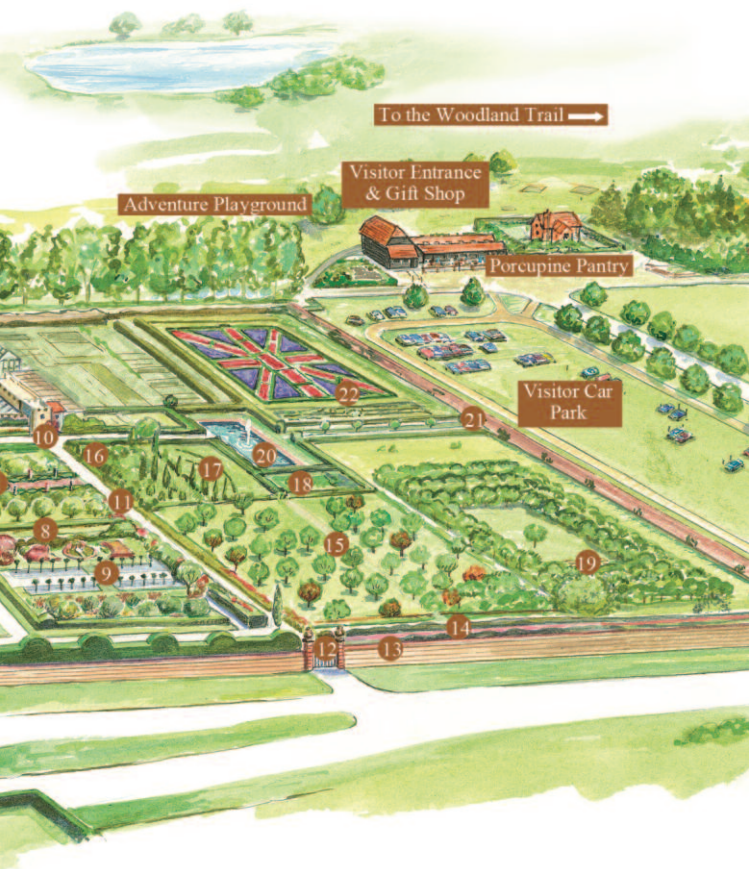 To the Woodland Trail
Visitor Entrance
& Gift Shop
Adventure Playground
Porcupine Pantry
22
Visitor Car
Park
21
10
16
17
20
18
11
8
15
9
19
14
12
13